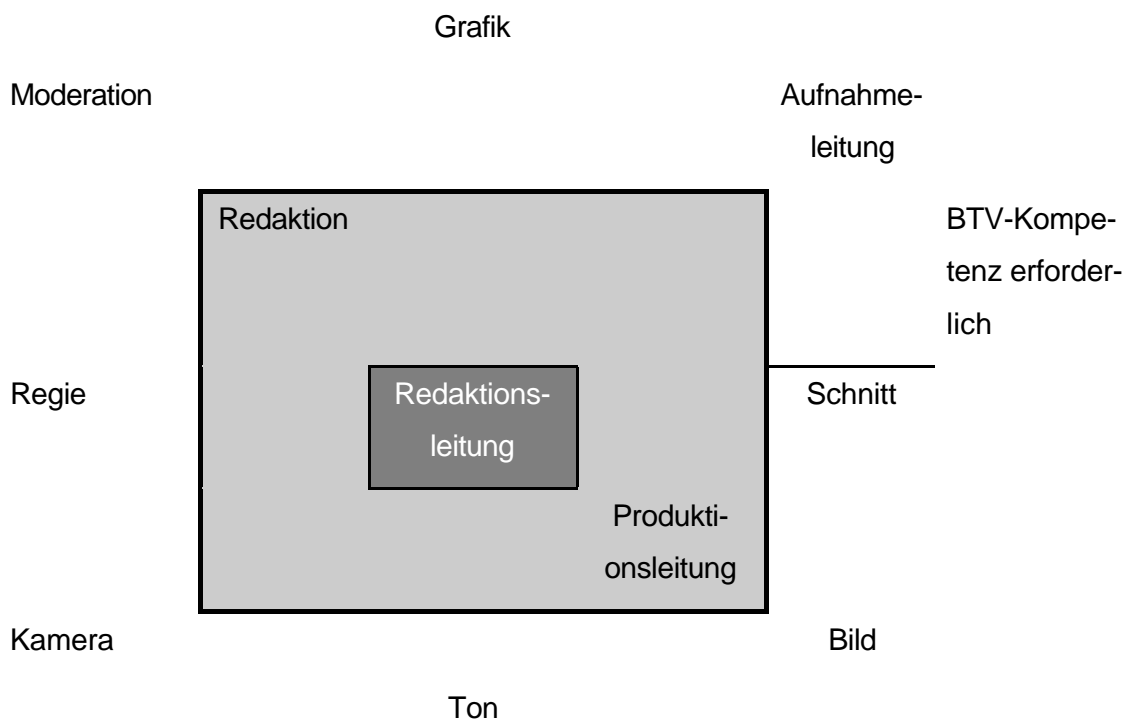 Grafik
Moderation
Aufnahme-
leitung
Redaktion
BTV-Kompe-
tenz erforder-
lich
Regie
Redaktions-
leitung
Schnitt
Produkti-
onsleitung
Kamera
Bild
Ton